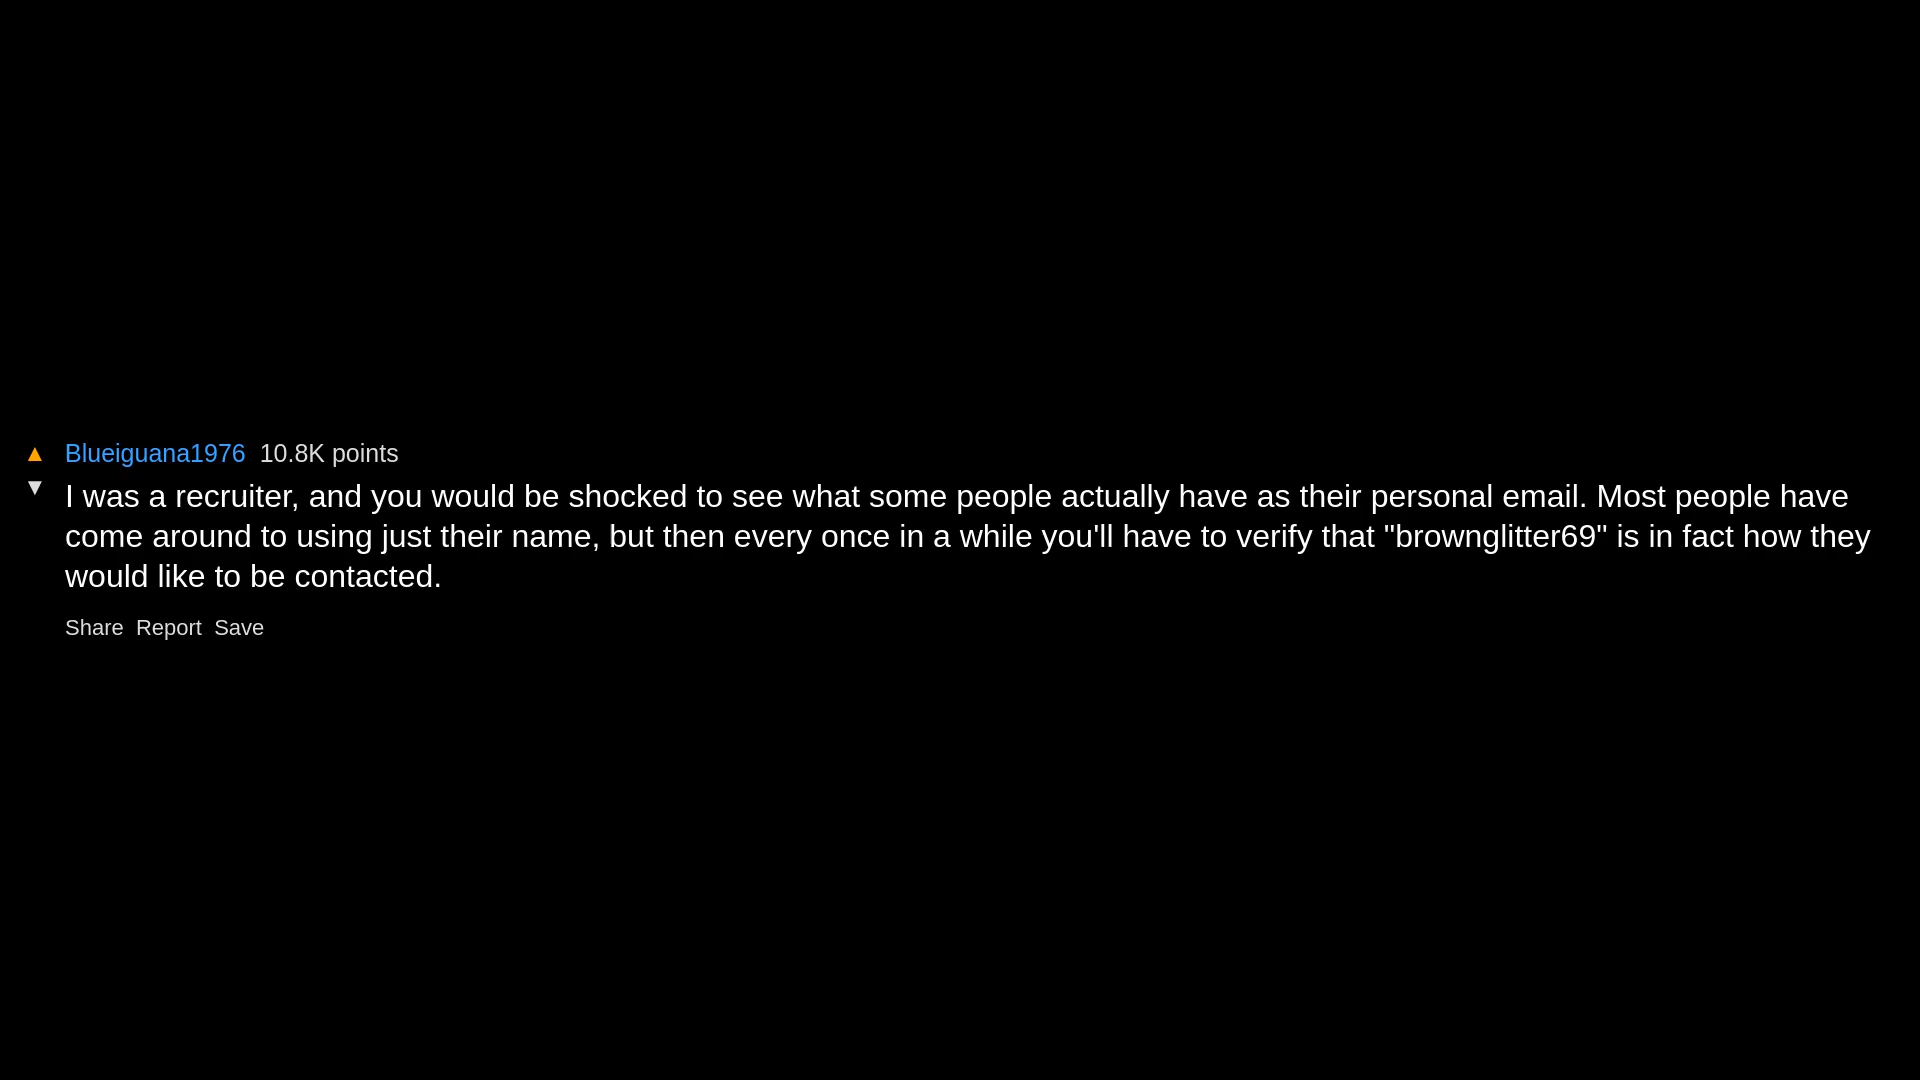 ▲ Blueiguana1976 10.8K points
▼ I was a recruiter, and you would be shocked to see what some people actually have as their personal email. Most people have
come around to using just their name, but then every once in a while you'll have to verify that "brownglitter69" is in fact how they
would like to be contacted.
Share Report Save